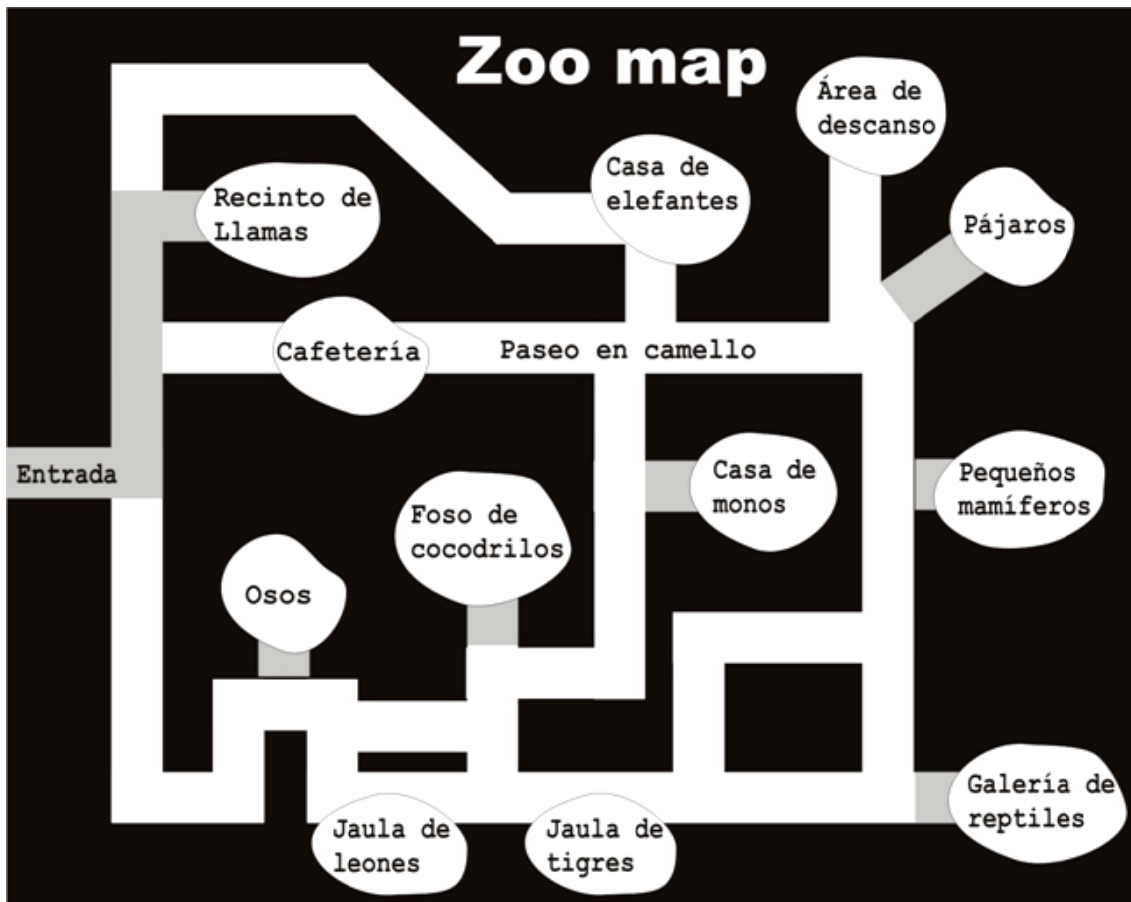 Zoo map
Área de
descanso
Casa de
elefantes
Recinto de
Llamas
Pájaros
Cafetería
Paseo en camello
Entrada
Casa de
monos
Pequeños
mamíferos
Foso de
cocodrilos
Osos
Galería de
reptiles
Jaula de
leones
Jaula de
tigres